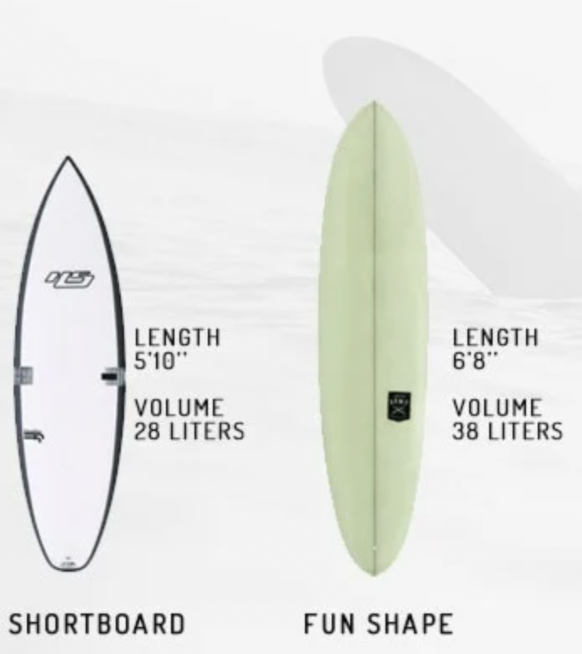 LENGTH
5'10''
VOLUME
28 LITERS
LENGTH
6'8''
VOLUME
38 LITERS
SHORTBOARD
FUN SHAPE